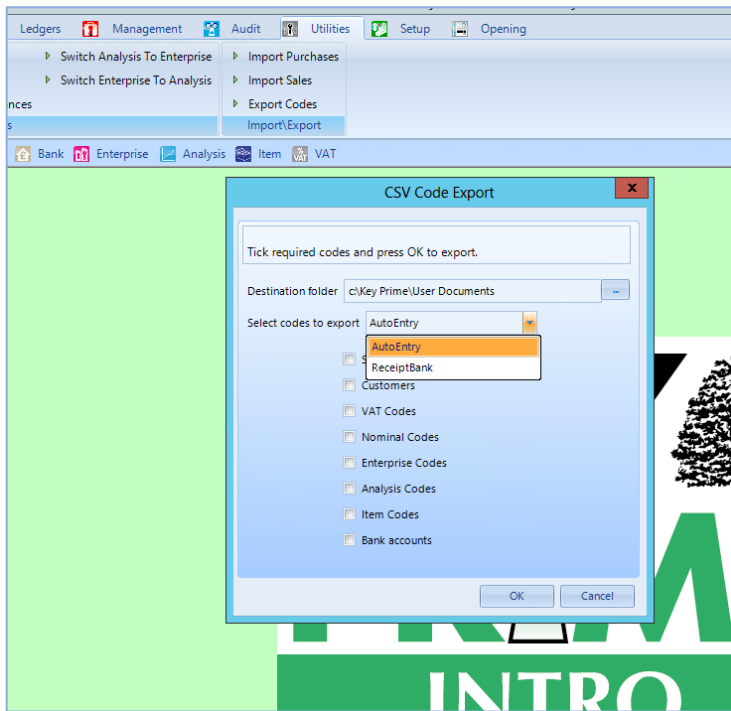 Ledgers Management Audit Utilities Setup Opening
Switch Analysis To Enterprise Import Purchases
Switch Enterprise To Analysis Import Sales
nces Export Codes
s Import\Export
Bank Enterprise Analysis Item VAT
CSV Code Export
x
Tick required codes and press OK to export.
Destination folder c:\Key Prime\User Documents ...
Select codes to export AutoEntry
AutoEntry
ReceiptBank
Customers
VAT Codes
Nominal Codes
Enterprise Codes
Analysis Codes
Item Codes
Bank accounts
OK Cancel
INTRO